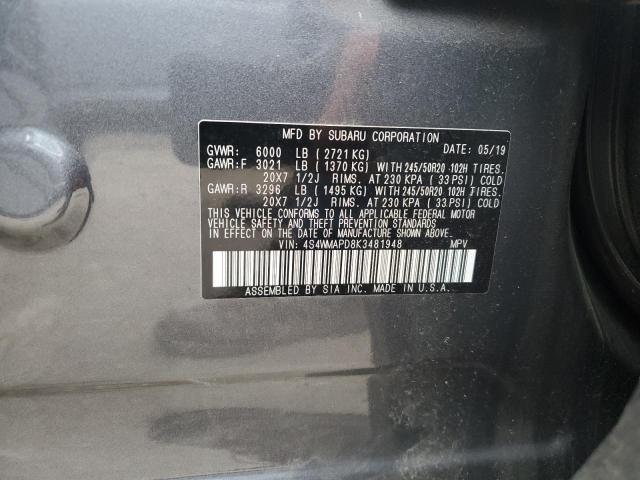 MFD BY SUBARU CORPORATION
GVWR: 6000 LB (2721 KG) DATE: 05/19
GAWR:F 3021 LB (1370 KG) WITH 245/50R20 102H TIRES.
20X7 1/2J RIMS. AT 230 KPA (33 PSI) COLD
GAWR:R 3296 LB (1495 KG) WITH 245/50R20 102H TIRES.
20X7 1/2J RIMS. AT 230 KPA (33 PSI) COLD
THIS VEHICLE CONFORMS TO ALL APPLICABLE FEDERAL MOTOR
VEHICLE SAFETY AND THEFT PREVENTION STANDARDS
IN EFFECT ON THE DATE OF MANUFACTURE SHOWN ABOVE.
VIN: 4S4WMAPD8K3481948 MPV
ASSEMBLED BY SIA INC. MADE IN U.S.A.